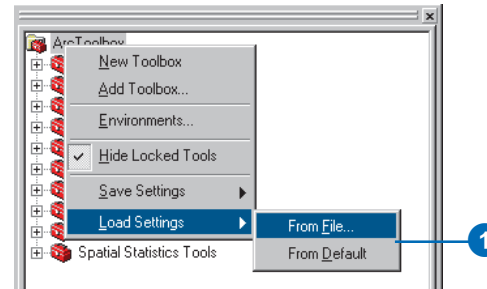 ArcToolbox
New Toolbox
Add Toolbox...
Environments...
Hide Locked Tools
Save Settings
Load Settings
From File...
From Default
Spatial Statistics Tools
1